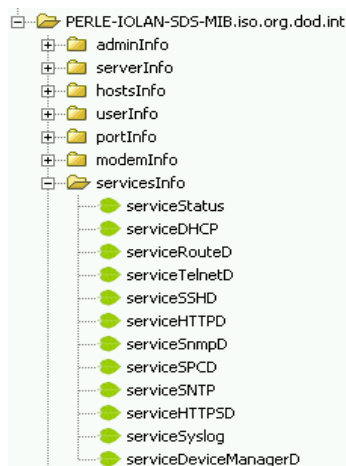 PERLE-IOLAN-SDS-MIB.iso.org.dod.int
adminInfo
serverInfo
hostsInfo
userInfo
portInfo
modemInfo
servicesInfo
serviceStatus
serviceDHCP
serviceRouteD
serviceTelnetD
serviceSSHD
serviceHTTPD
serviceSnmpD
serviceSPCD
serviceSNTP
serviceHTTPSD
serviceSyslog
serviceDeviceManagerD